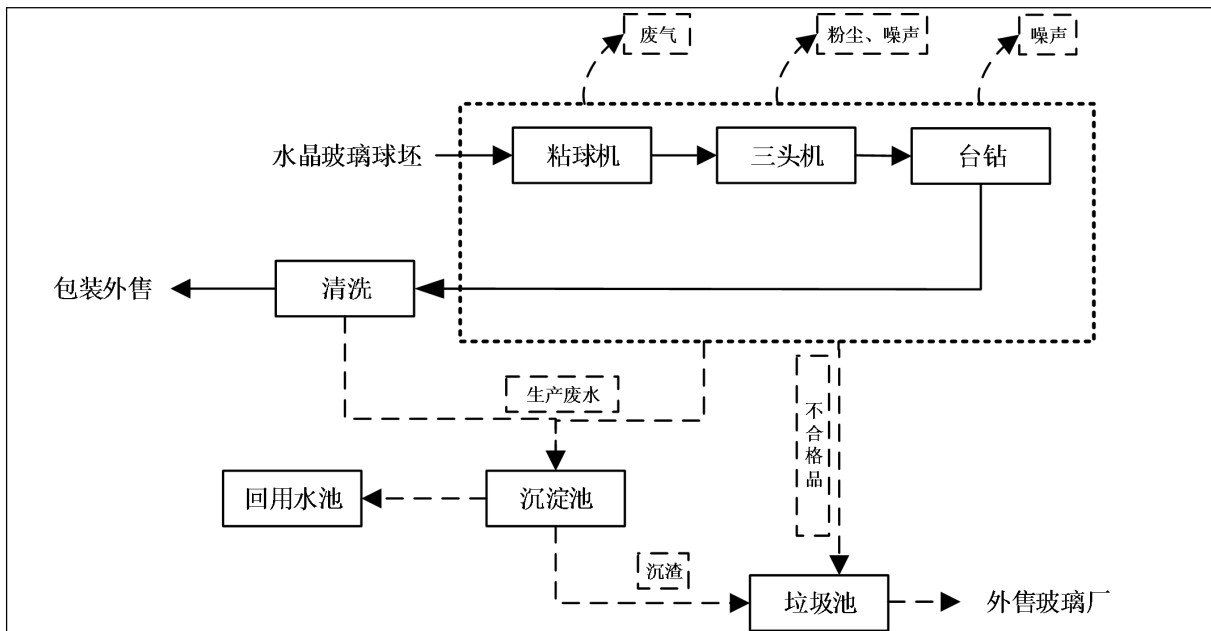 废气
粉尘、噪声
噪声
水晶玻璃球坯
粘球机
三头机
台钻
包装外售
清洗
生产废水
不合格品
回用水池
沉淀池
沉渣
垃圾池
外售玻璃厂